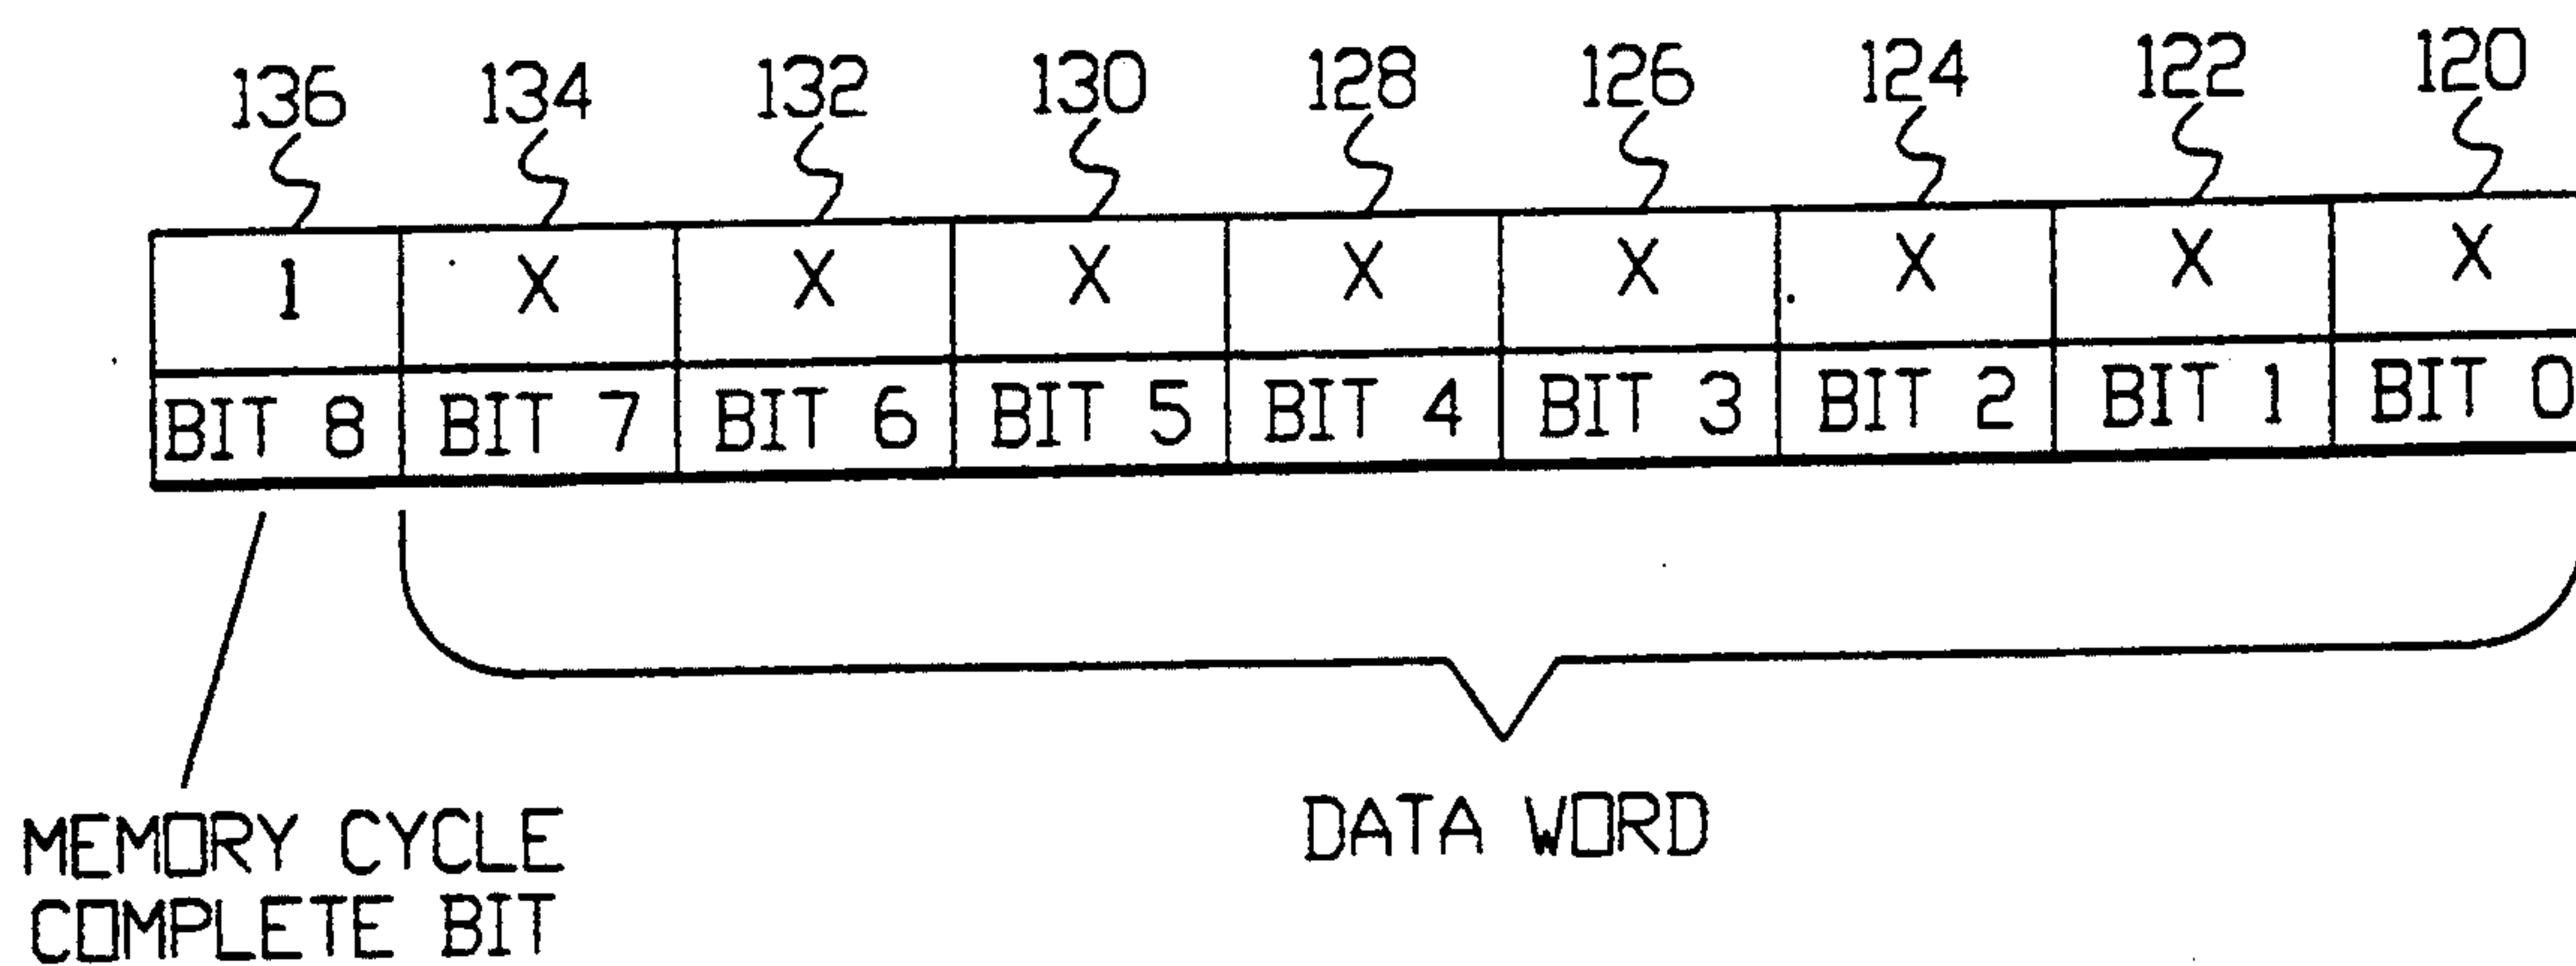 136 134 132 130 128 126 124 122 120
1 X X X X X X X X
BIT 8 BIT 7 BIT 6 BIT 5 BIT 4 BIT 3 BIT 2 BIT 1 BIT 0
MEMORY CYCLE
COMPLETE BIT
DATA WORD